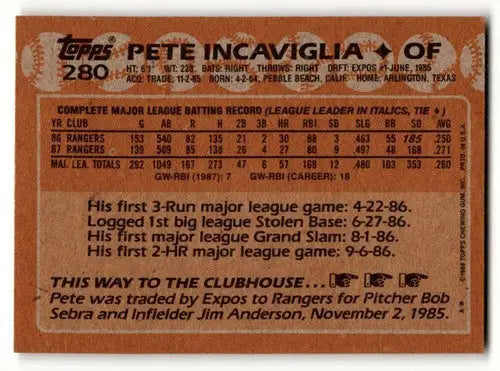 Topps PETE INCAVIGLIA ♦ OF
280 HT: 6'1" WT: 220 BATS: RIGHT THROWS: RIGHT DRFT: EXPOS #1-JUNE, 1985
ACQ: TRADE, 11-2-85 BORN: 4-2-64, PEBBLE BEACH, CALIF. HOME: ARLINGTON, TEXAS
COMPLETE MAJOR LEAGUE BATTING RECORD (LEAGUE LEADER IN ITALICS, TIE ♦)
YR CLUB G AB R H 2B 3B HR RBI SB SLG BB SO AVG
86 RANGERS 153 540 82 135 21 2 30 88 3 .463 55 185 .250
87 RANGERS 139 509 85 138 26 4 27 80 9 .497 48 168 .271
MAJ. LEA. TOTALS 292 1049 167 273 47 6 57 168 12 .480 103 353 .260
GW-RBI (1987): 7 GW-RBI (CAREER): 18
His first 3-Run major league game: 4-22-86.
Logged 1st big league Stolen Base: 6-27-86.
His first major league Grand Slam: 8-1-86.
His first 2-HR major league game: 9-6-86.
THIS WAY TO THE CLUBHOUSE...
Pete was traded by Expos to Rangers for Pitcher Bob
Sebra and Infielder Jim Anderson, November 2, 1985.
©1988 TOPPS CHEWING GUM, INC. PRTD. IN U.S.A.